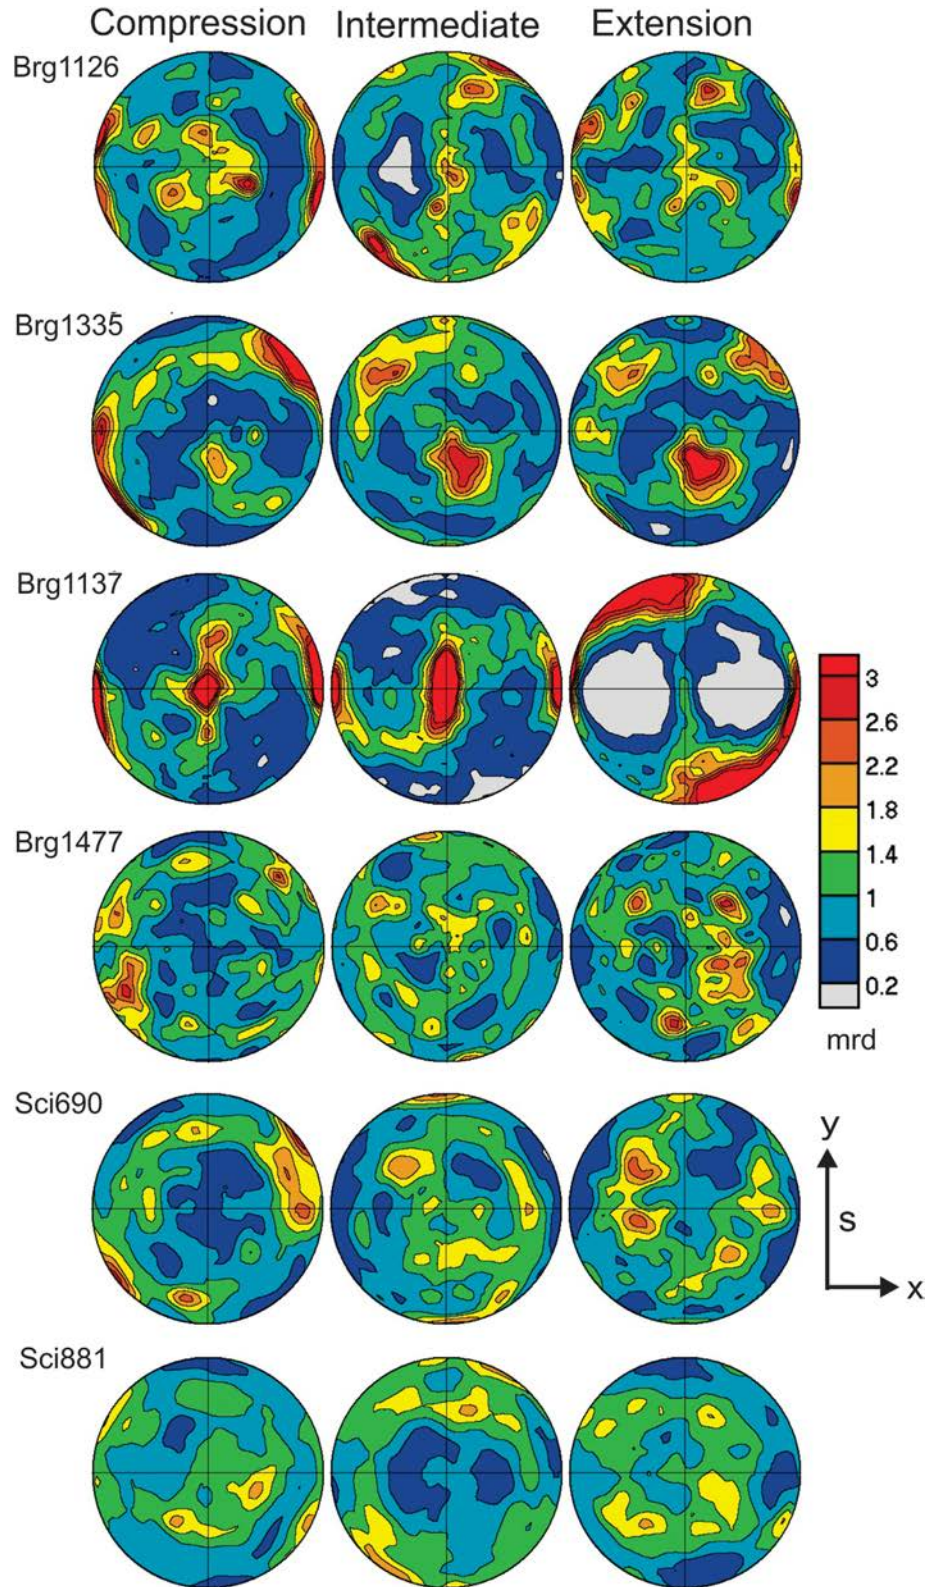 Compression Intermediate Extension
Brg1126
Brg1335
Brg1137
3
2.6
2.2
1.8
1.4
1
0.6
0.2
mrd
Brg1477
Sci690
y
s
x
Sci881